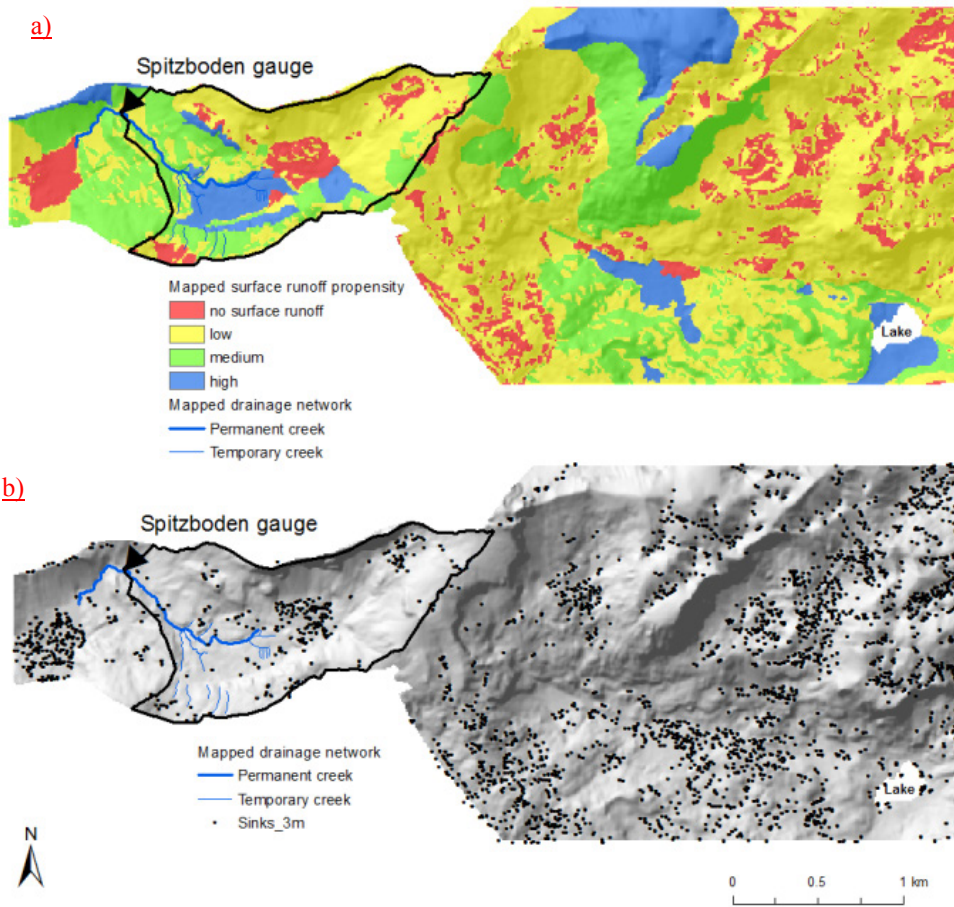 a)
Spitzboden gauge
Mapped surface runoff propensity
no surface runoff
low
medium
high
Mapped drainage network
Permanent creek
Temporary creek
Lake
b)
Spitzboden gauge
Mapped drainage network
Permanent creek
Temporary creek
Sinks_3m
Lake
N
0 0.5 1 km